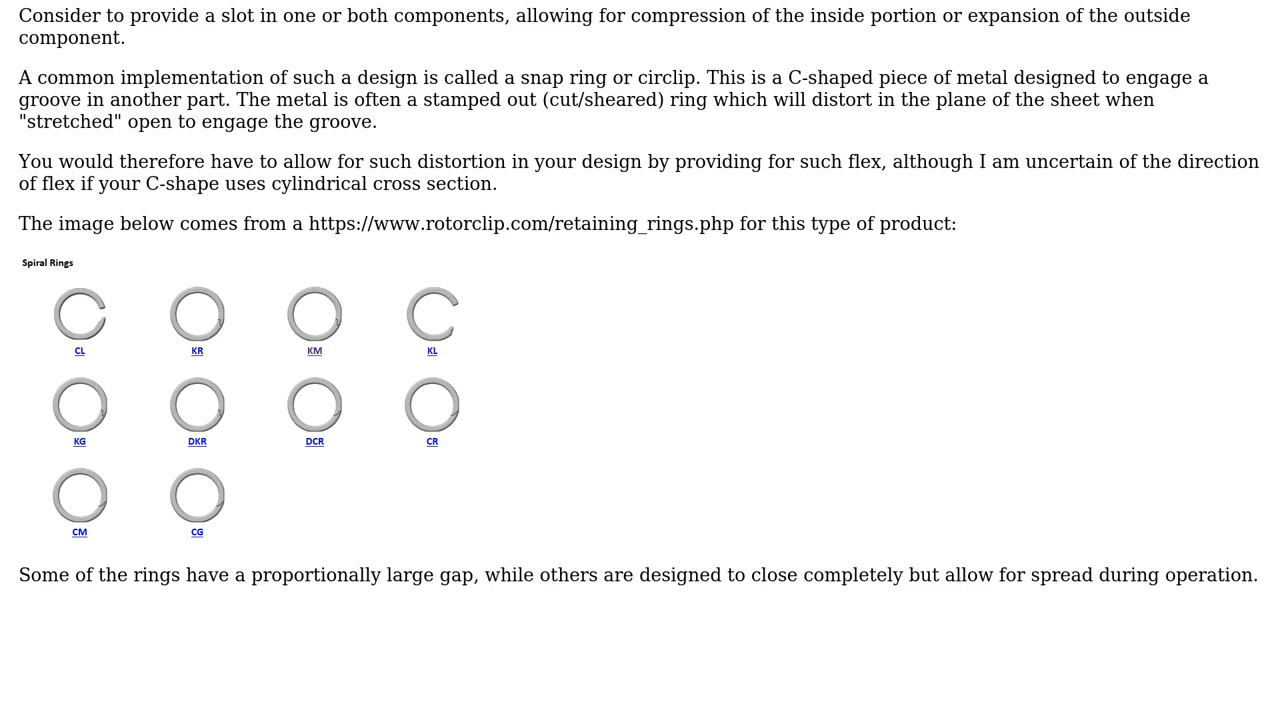 Consider to provide a slot in one or both components, allowing for compression of the inside portion or expansion of the outside
component.
A common implementation of such a design is called a snap ring or circlip. This is a C-shaped piece of metal designed to engage a
groove in another part. The metal is often a stamped out (cut/sheared) ring which will distort in the plane of the sheet when
"stretched" open to engage the groove.
You would therefore have to allow for such distortion in your design by providing for such flex, although I am uncertain of the direction
of flex if your C-shape uses cylindrical cross section.
The image below comes from a https://www.rotorclip.com/retaining_rings.php for this type of product:
Spiral Rings
CL KR KM KL
KG DKR DCR CR
CM CG
Some of the rings have a proportionally large gap, while others are designed to close completely but allow for spread during operation.